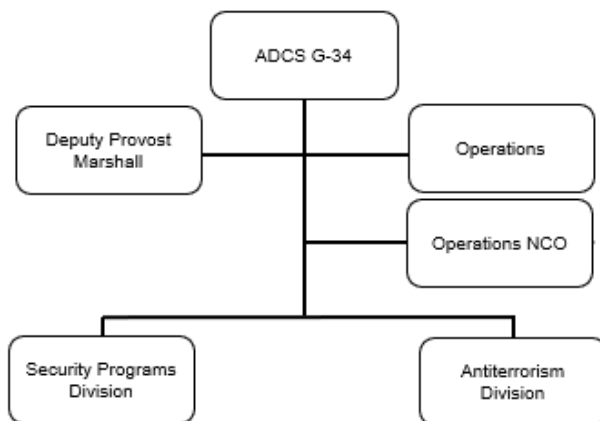 ADCS G-34
Deputy Provost
Marshall
Operations
Operations NCO
Security Programs
Division
Antiterrorism
Division